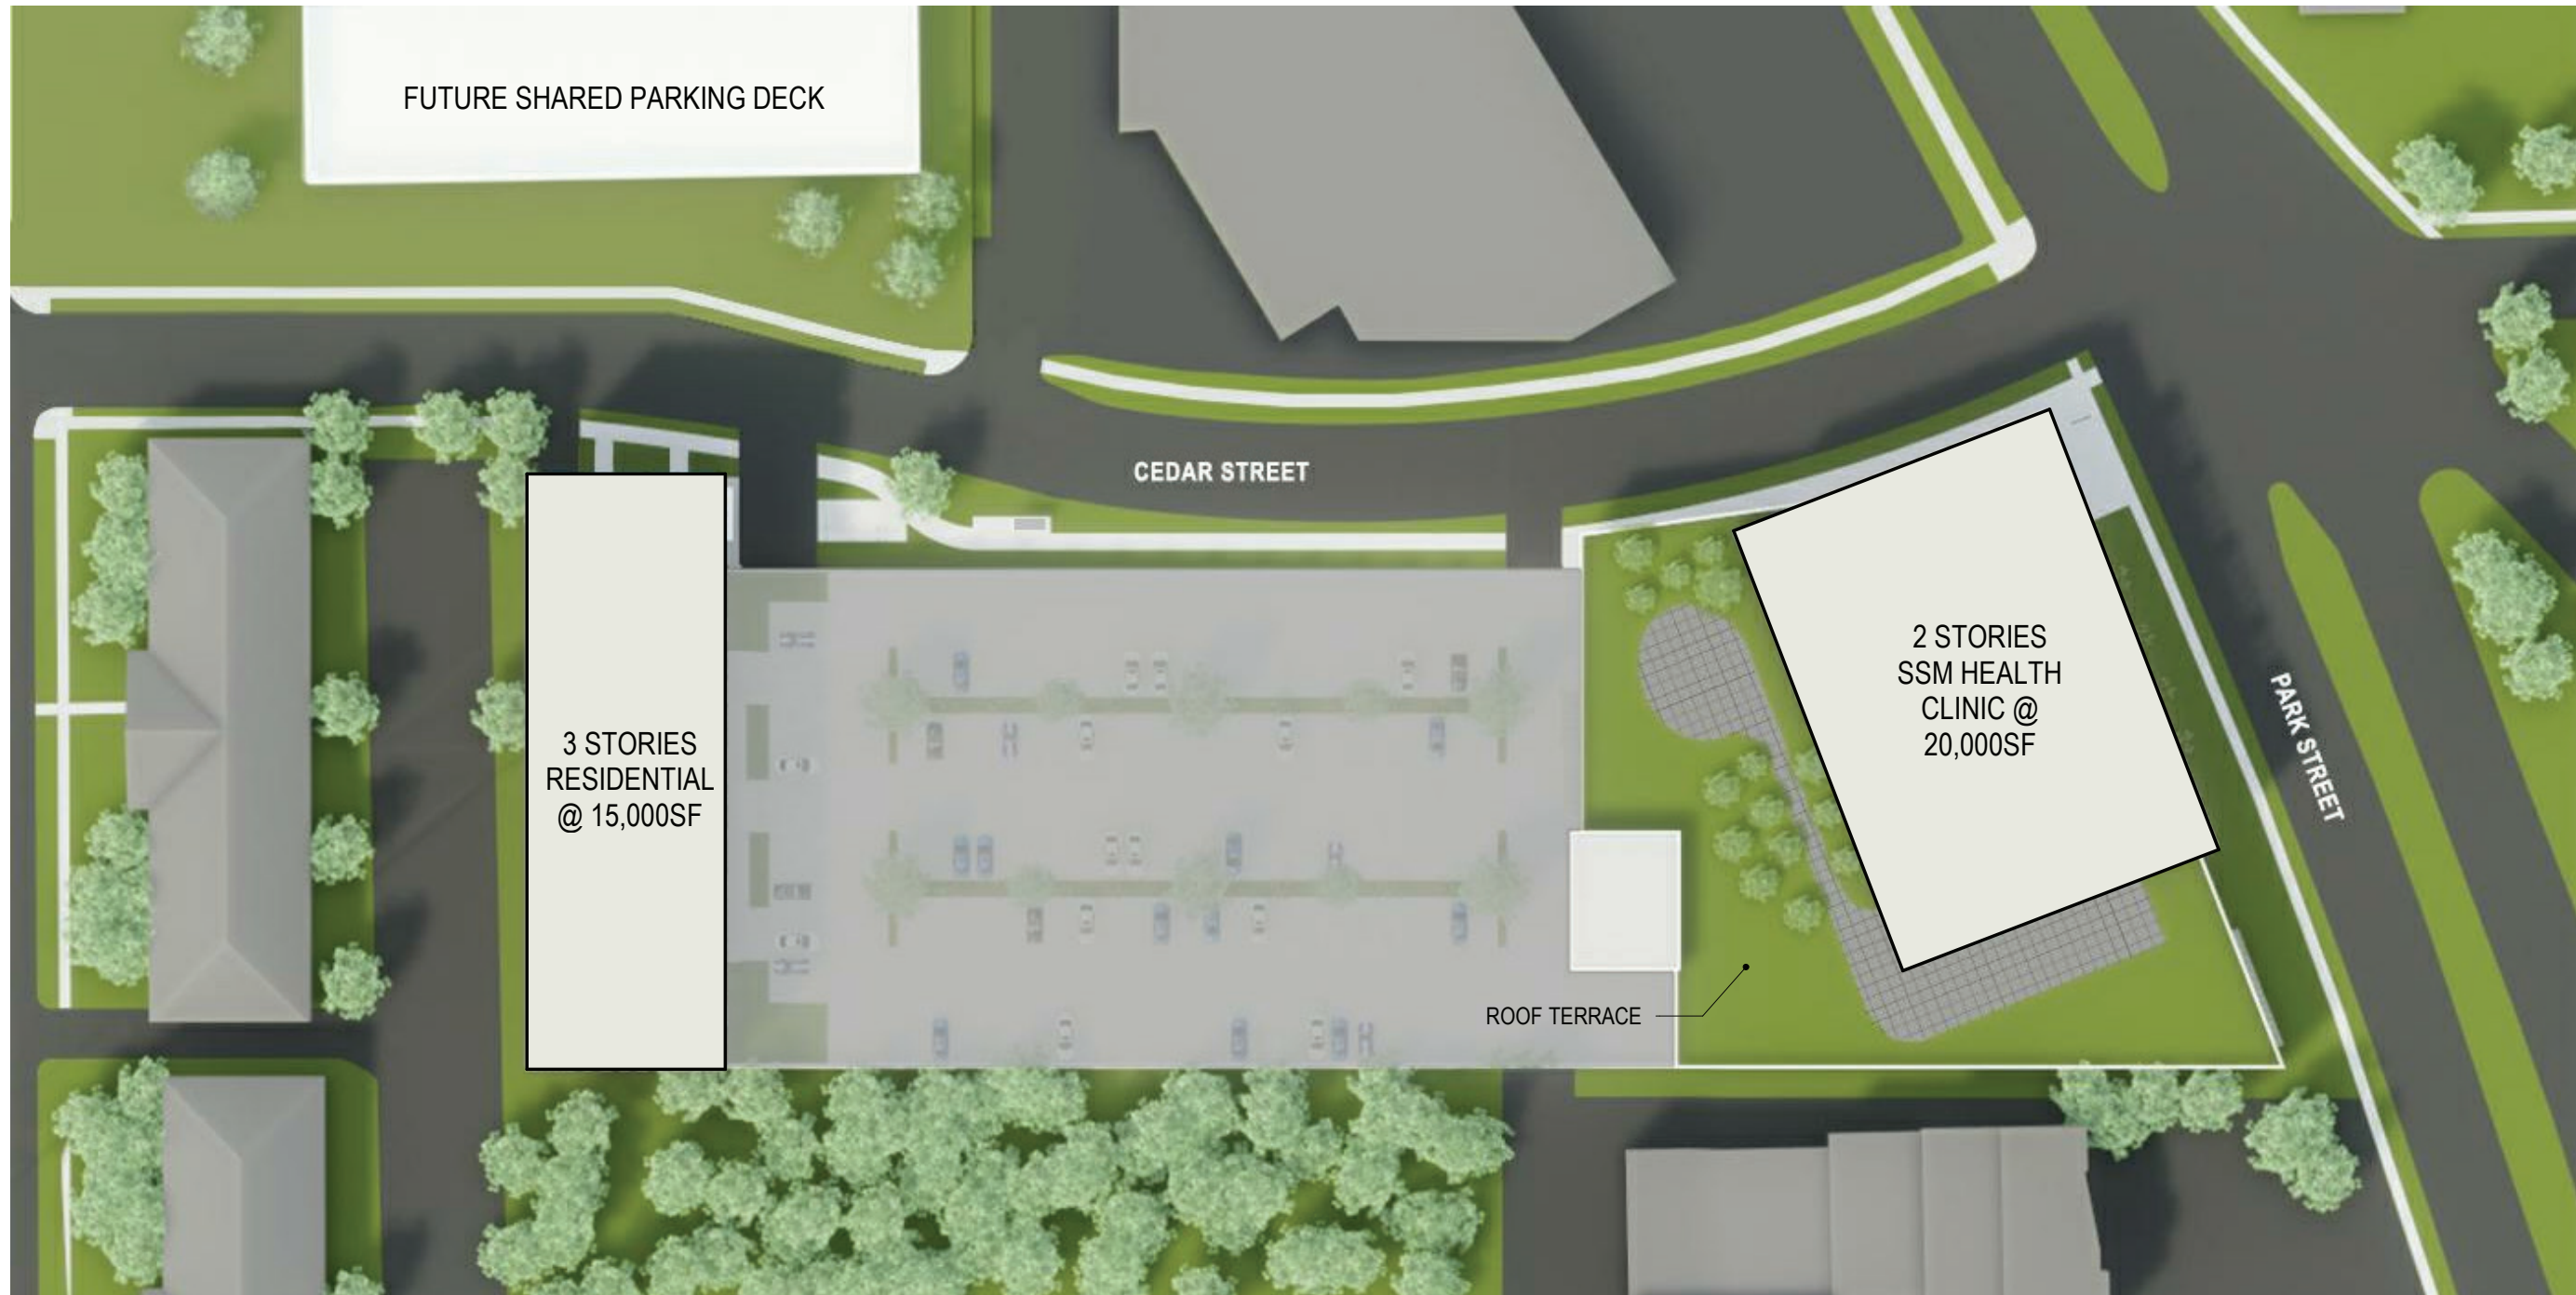 FUTURE SHARED PARKING DECK
CEDAR STREET
3 STORIES
RESIDENTIAL
@ 15,000SF
2 STORIES
SSM HEALTH
CLINIC @
20,000SF
PARK STREET
ROOF TERRACE